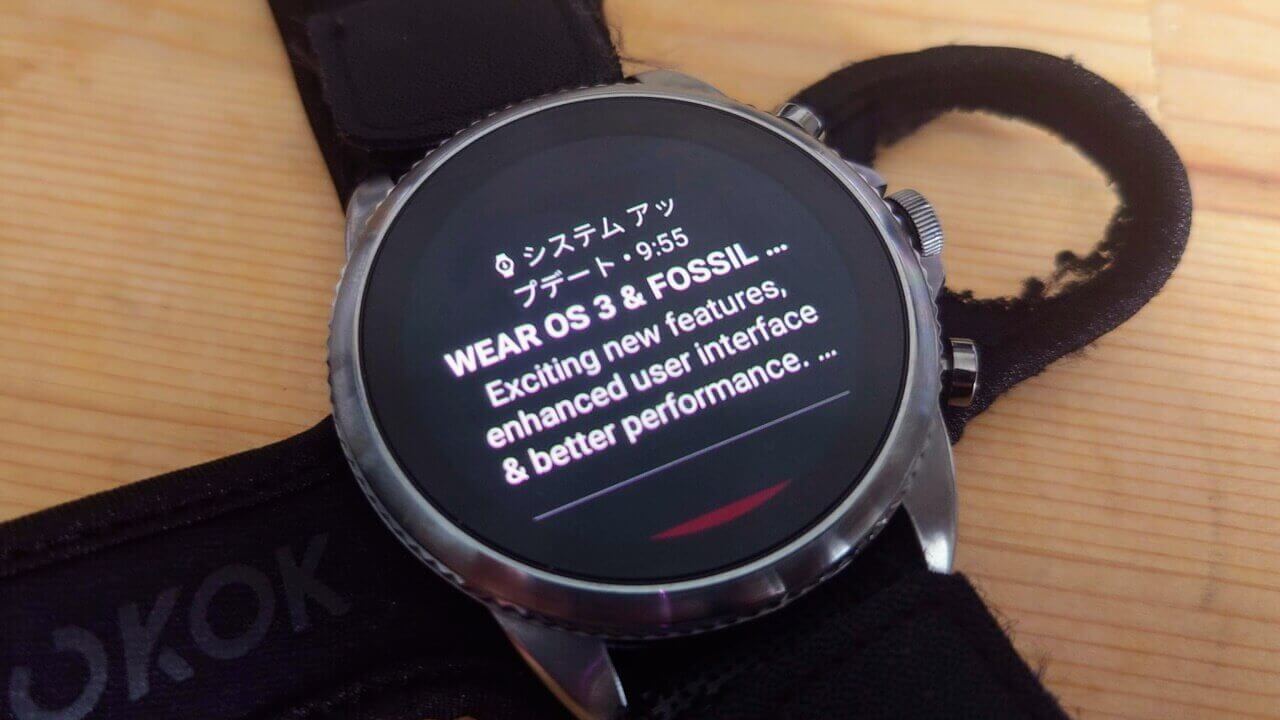 システム アッ
プデート • 9:55
WEAR OS 3 & FOSSIL ...
Exciting new features,
enhanced user interface
& better performance. ...
OKOK